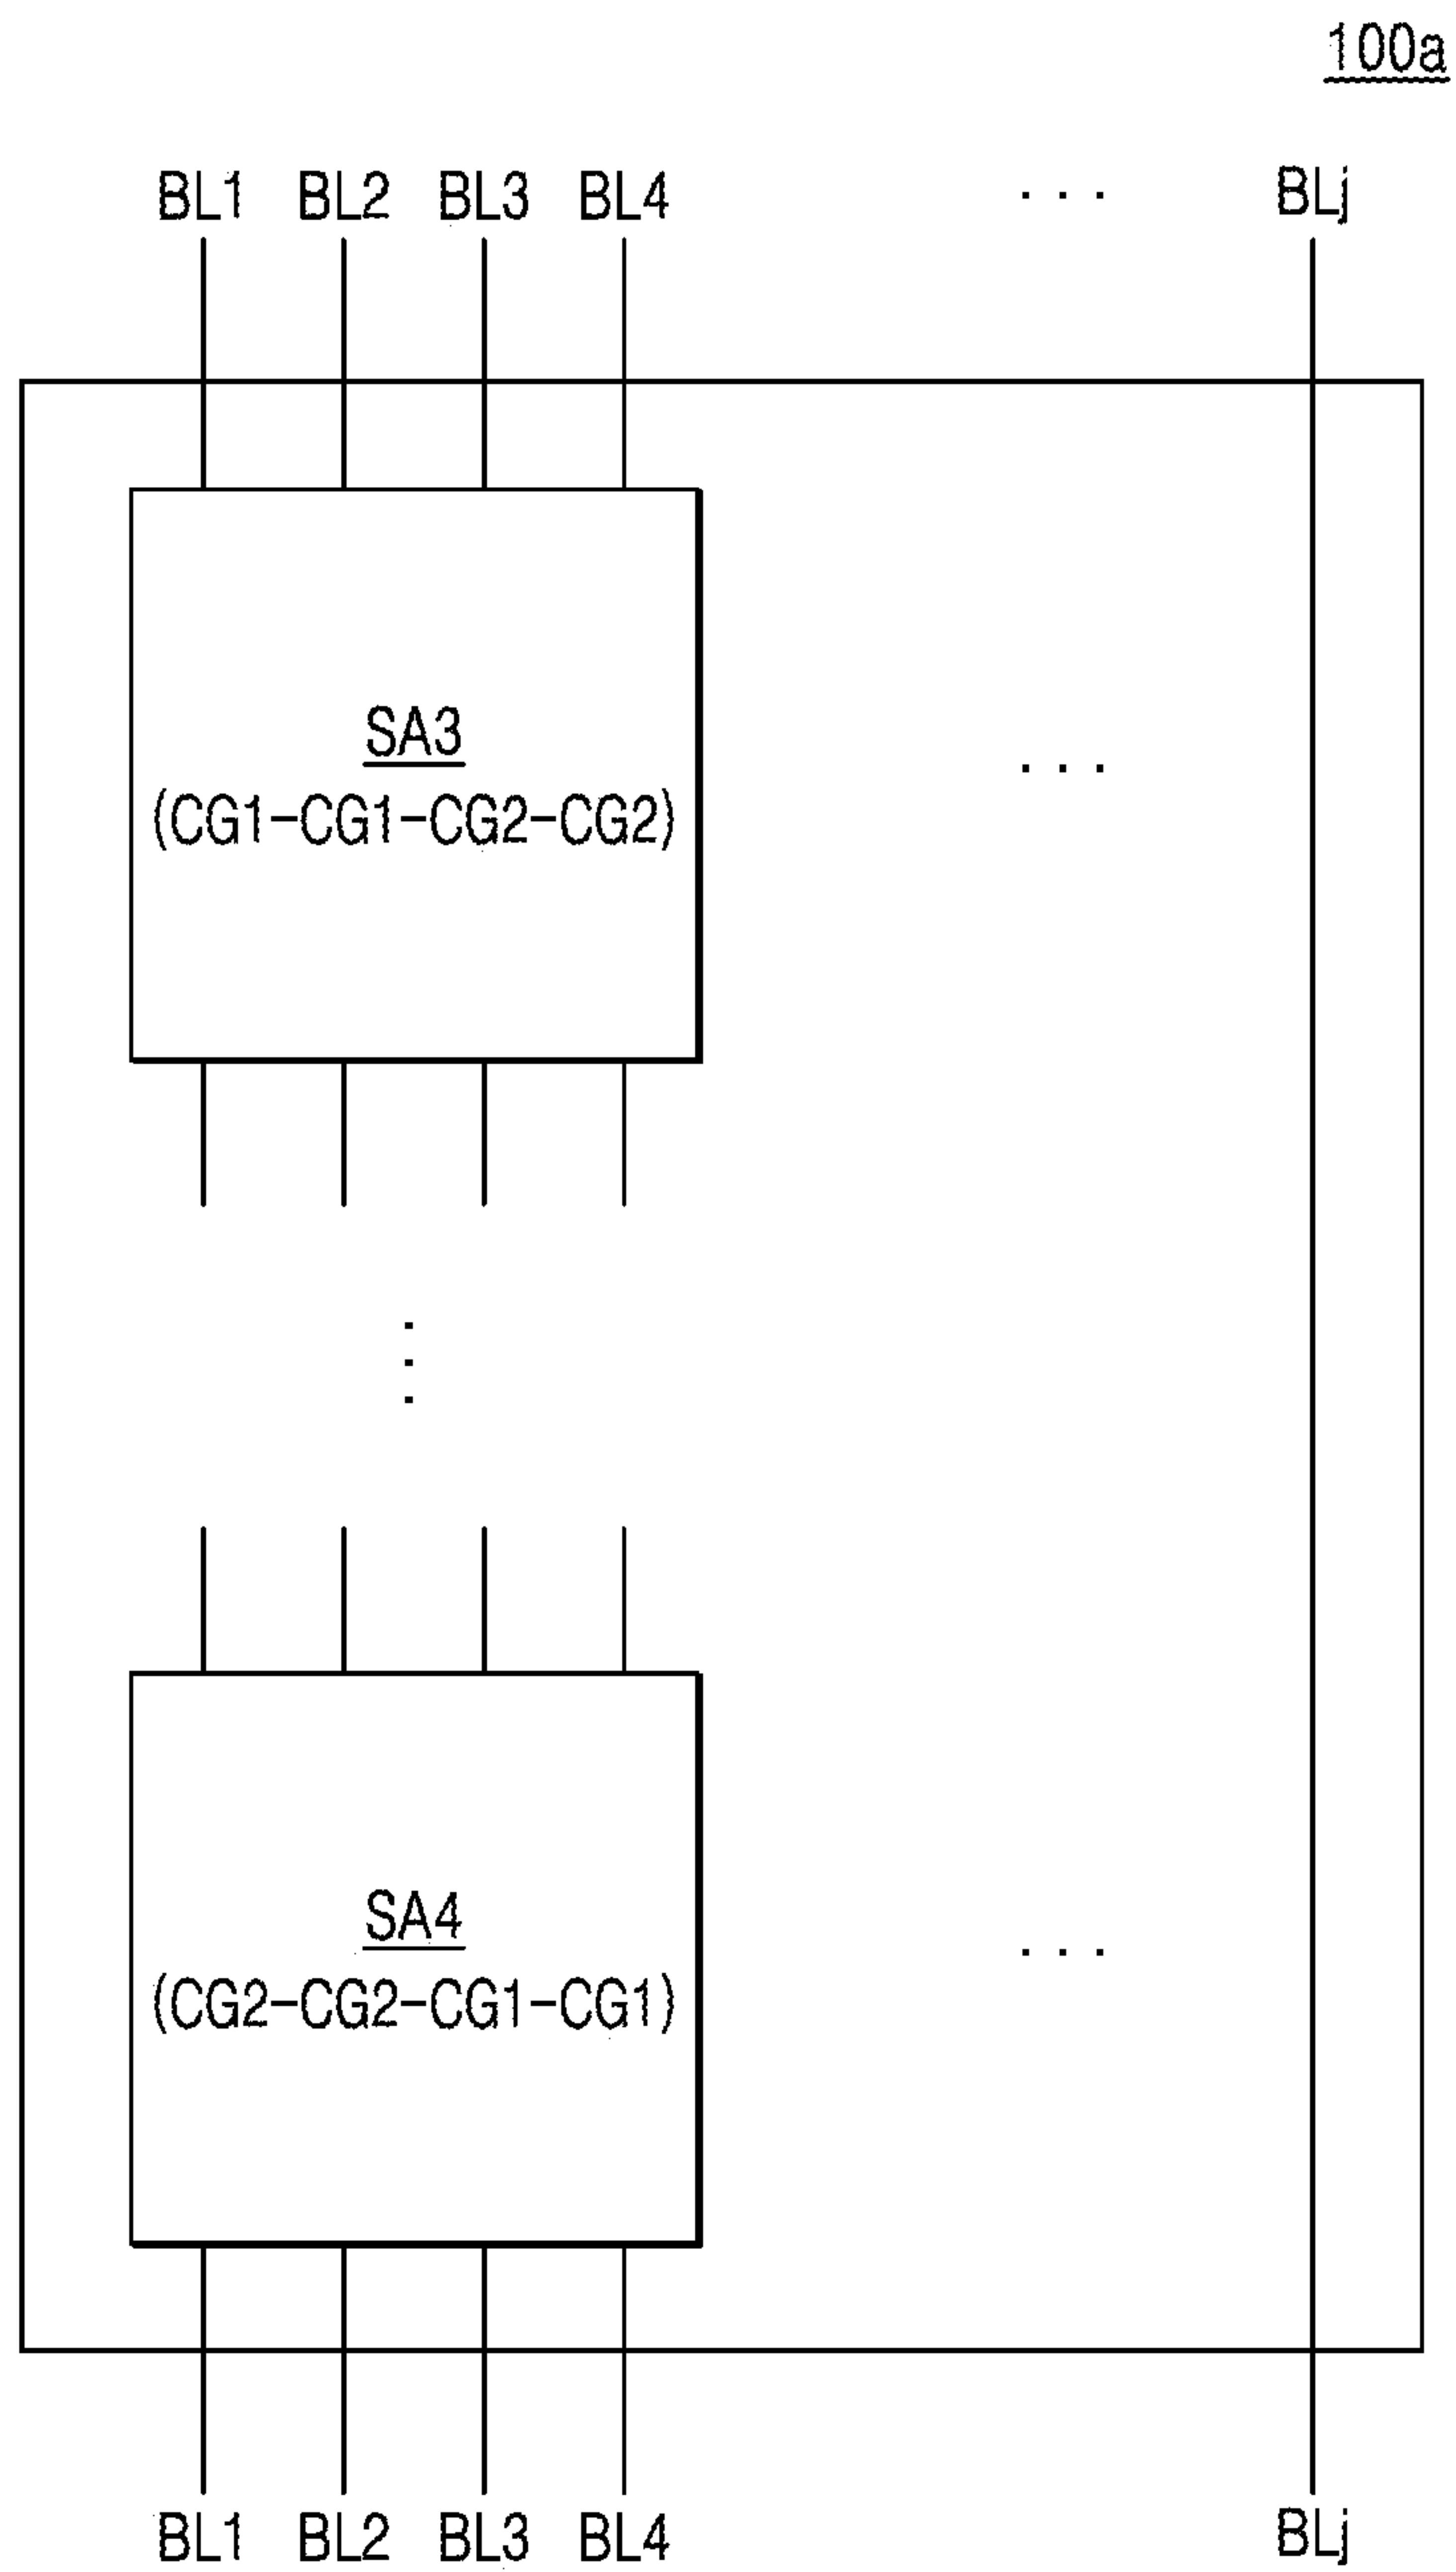 100a
BL1 BL2 BL3 BL4 ... BLj
SA3
(CG1-CG1-CG2-CG2)
...
SA4
(CG2-CG2-CG1-CG1)
...
BL1 BL2 BL3 BL4 BLj